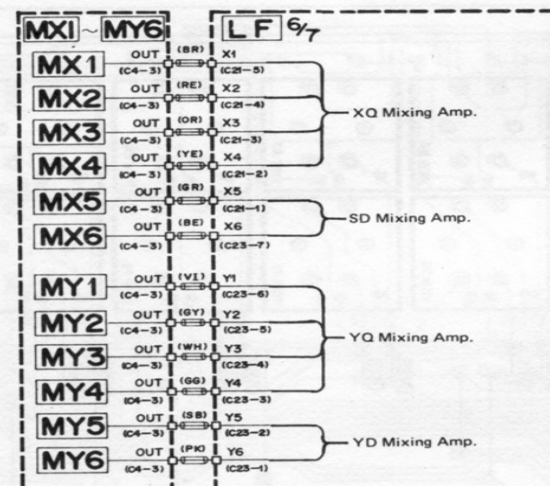 MX1 ~ MY6 LF 6/7
MX1 OUT (BR) X1
(C4-3) (C21-5)
MX2 OUT (RE) X2
(C4-3) (C21-4)
XQ Mixing Amp.
MX3 OUT (OR) X3
(C4-3) (C21-3)
MX4 OUT (YE) X4
(C4-3) (C21-2)
MX5 OUT (GR) X5
(C4-3) (C21-1)
SD Mixing Amp.
MX6 OUT (BE) X6
(C4-3) (C23-7)
MY1 OUT (VI) Y1
(C4-3) (C23-6)
MY2 OUT (GY) Y2
(C4-3) (C23-5)
YQ Mixing Amp.
MY3 OUT (WH) Y3
(C4-3) (C23-4)
MY4 OUT (GG) Y4
(C4-3) (C23-3)
MY5 OUT (SB) Y5
(C4-3) (C23-2)
YD Mixing Amp.
MY6 OUT (PK) Y6
(C4-3) (C23-1)